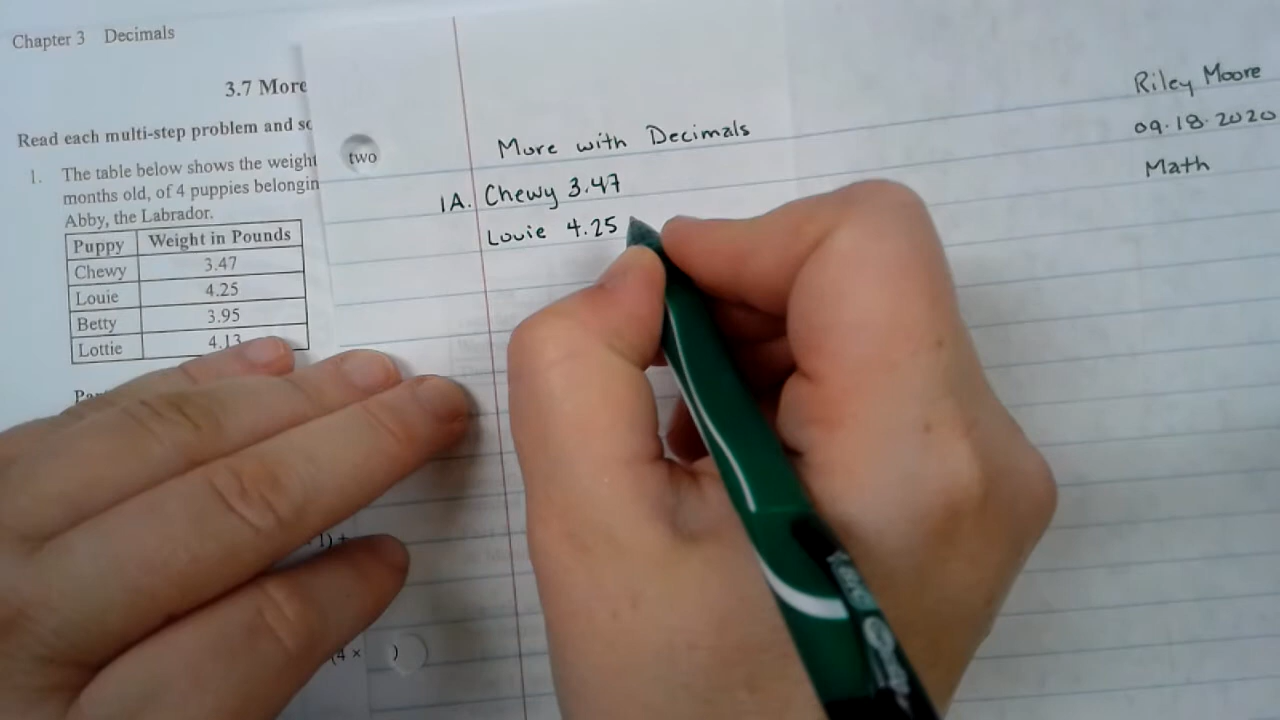 Chapter 3 Decimals
3.7 More
Read each multi-step problem and
1. The table below shows the weight
months old, of 4 puppies
Abby, the Labrador.
Puppy Weight in Pounds
Chewy 3.47
Louie 4.25
Betty 3.95
Lottie 4.13
two
(4 ×
)
Riley Moore
09.18.2020
Math
More with Decimals
1A. Chewy 3.47
Louie 4.25